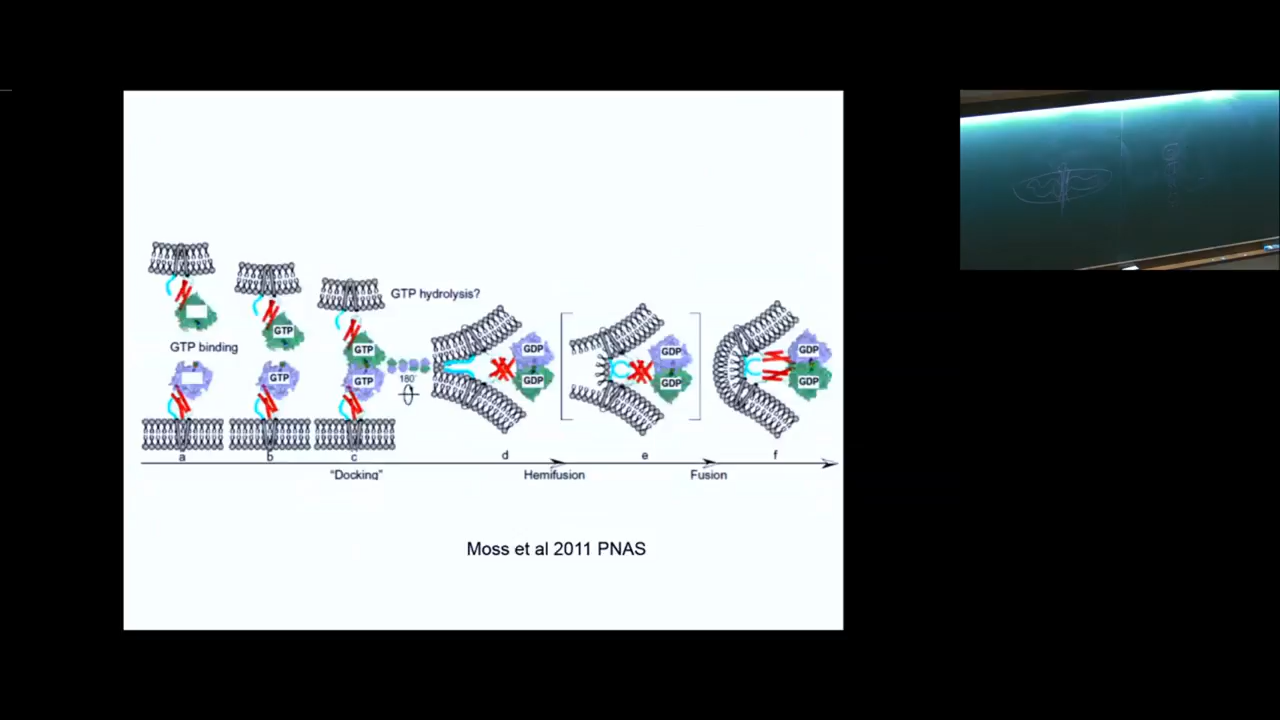 GTP hydrolysis?
GTP
GTP
GTP binding
GTP
GTP
180°
GDP
GDP
GDP
GDP
GDP
GDP
a
b
c
d
e
f
"Docking"
Hemifusion
Fusion
Moss et al 2011 PNAS